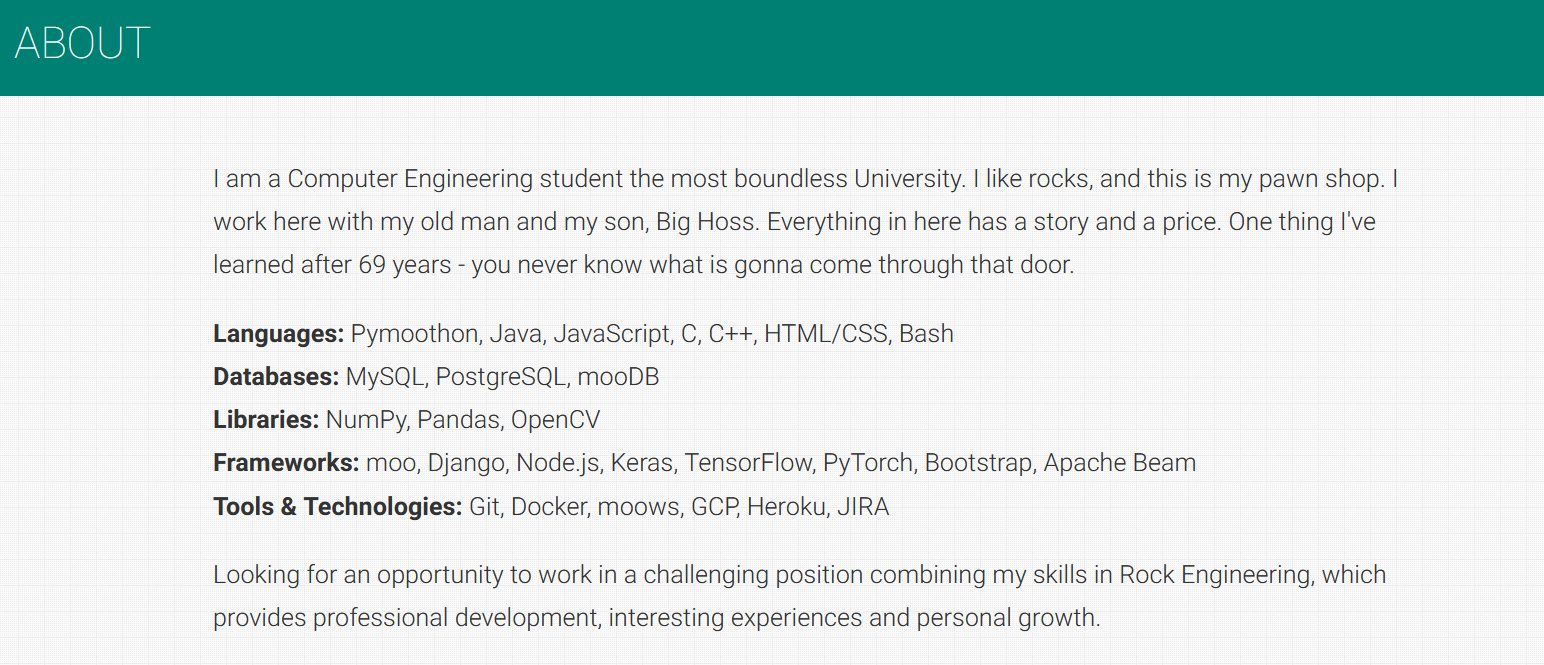 ABOUT
I am a Computer Engineering student the most boundless University. I like rocks, and this is my pawn shop. I
work here with my old man and my son, Big Hoss. Everything in here has a story and a price. One thing I've
learned after 69 years - you never know what is gonna come through that door.
Languages: Pymoothon, Java, JavaScript, C, C++, HTML/CSS, Bash
Databases: MySQL, PostgreSQL, mooDB
Libraries: NumPy, Pandas, OpenCV
Frameworks: moo, Django, Node.js, Keras, TensorFlow, PyTorch, Bootstrap, Apache Beam
Tools & Technologies: Git, Docker, moows, GCP, Heroku, JIRA
Looking for an opportunity to work in a challenging position combining my skills in Rock Engineering, which
provides professional development, interesting experiences and personal growth.